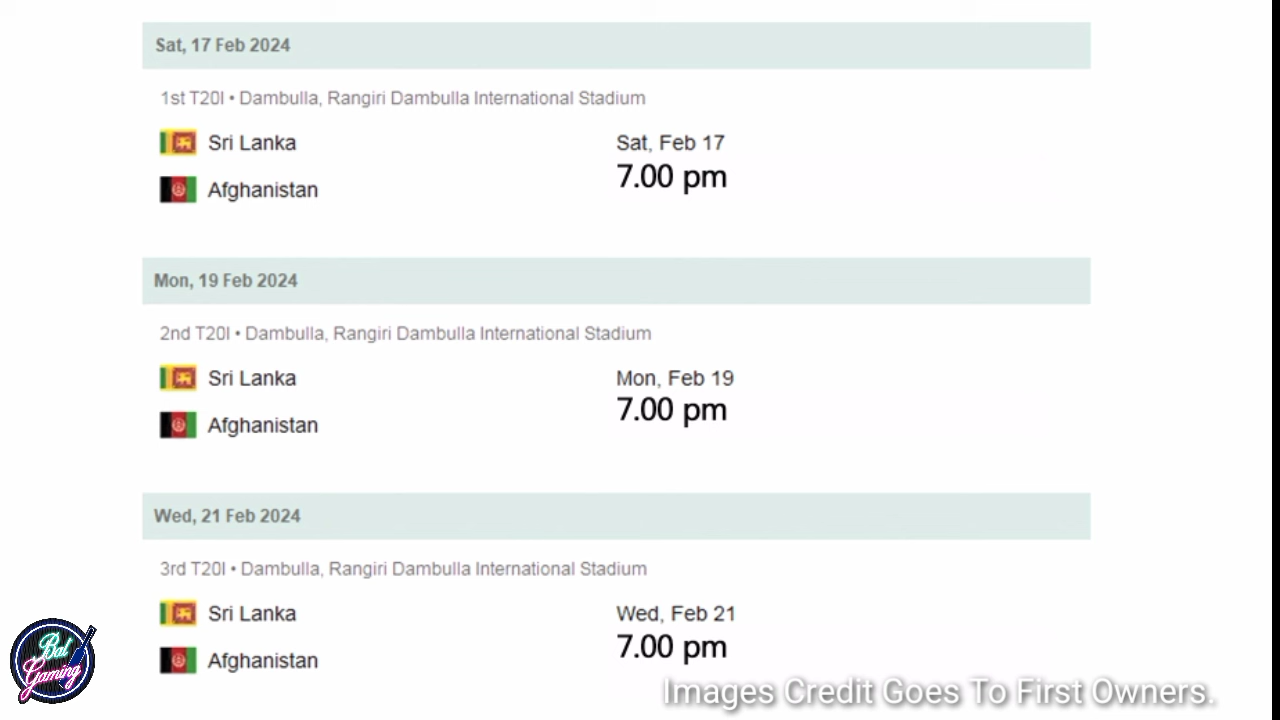 Sat, 17 Feb 2024
1st T20I • Dambulla, Rangiri Dambulla International Stadium
Sri Lanka
Sat, Feb 17
7.00 pm
Afghanistan
Mon, 19 Feb 2024
2nd T20I • Dambulla, Rangiri Dambulla International Stadium
Sri Lanka
Mon, Feb 19
7.00 pm
Afghanistan
Wed, 21 Feb 2024
3rd T20I • Dambulla, Rangiri Dambulla International Stadium
Sri Lanka
Wed, Feb 21
7.00 pm
Afghanistan
Bat
Gaming
Images Credit Goes To First Owners.